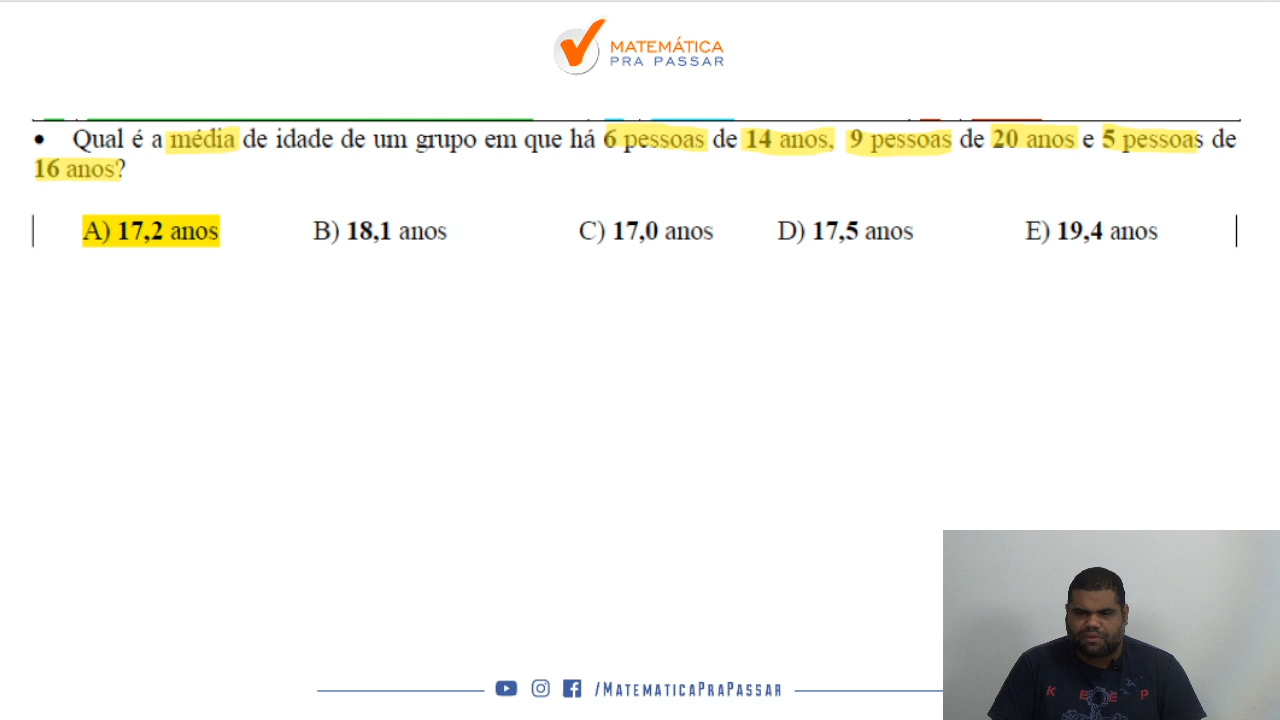 MATEMÁTICA
PRA PASSAR
• Qual é a média de idade de um grupo em que há 6 pessoas de 14 anos, 9 pessoas de 20 anos e 5 pessoas de
16 anos?
A) 17,2 anos B) 18,1 anos C) 17,0 anos D) 17,5 anos E) 19,4 anos
K E E P
/MATEMATICAPRAPASSAR